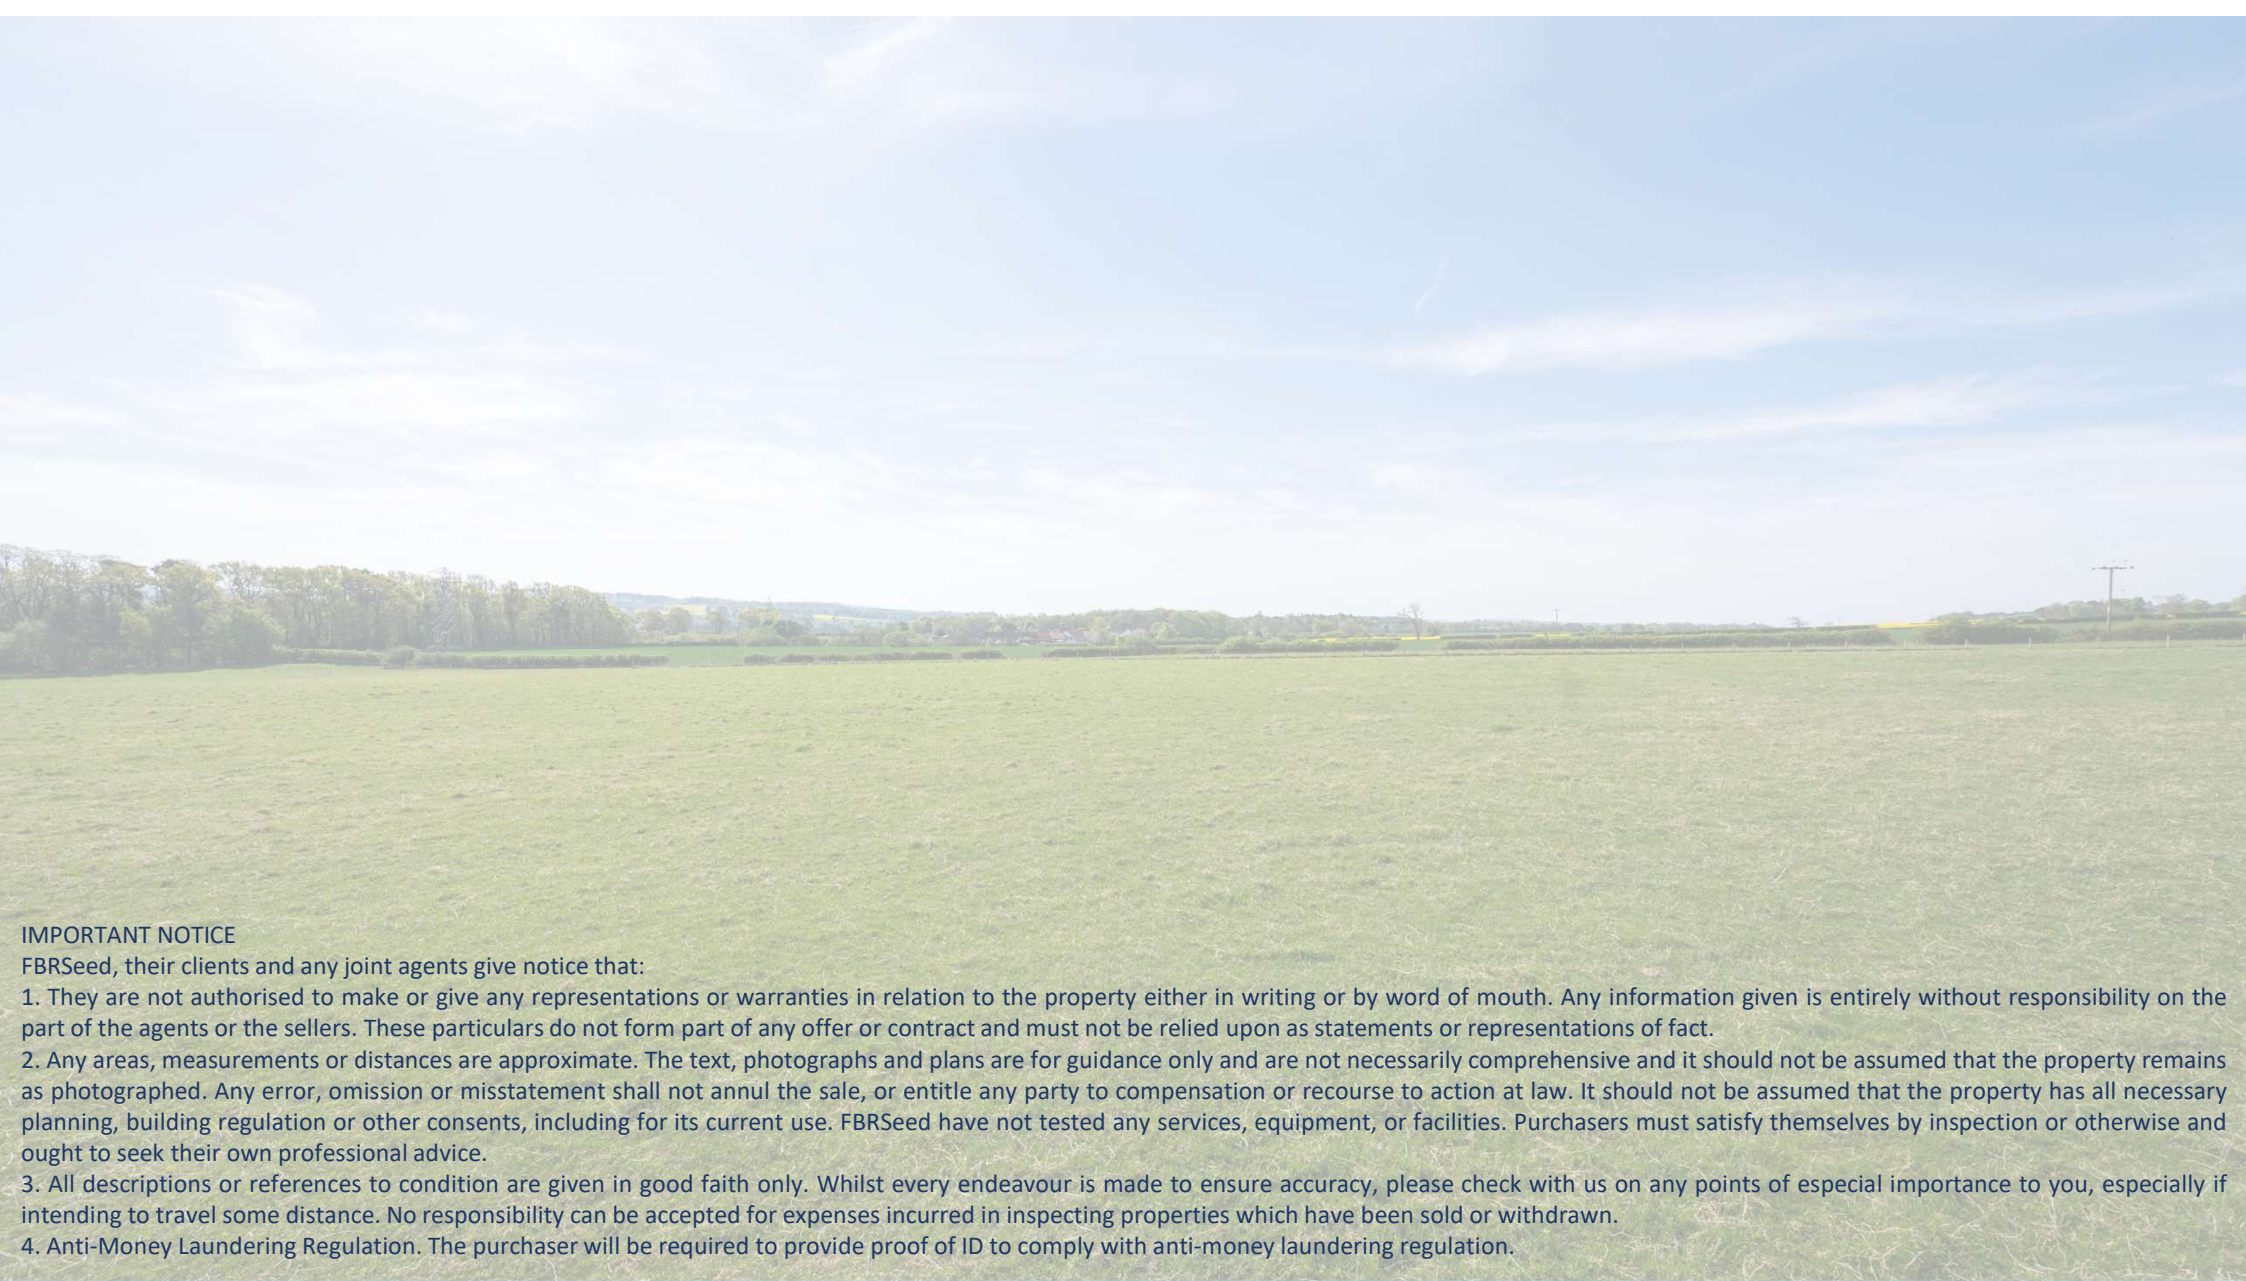 IMPORTANT NOTICE
FBRSeed, their clients and any joint agents give notice that:
1. They are not authorised to make or give any representations or warranties in relation to the property either in writing or by word of mouth. Any information given is entirely without responsibility on the
part of the agents or the sellers. These particulars do not form part of any offer or contract and must not be relied upon as statements or representations of fact.
2. Any areas, measurements or distances are approximate. The text, photographs and plans are for guidance only and are not necessarily comprehensive and it should not be assumed that the property remains
as photographed. Any error, omission or misstatement shall not annul the sale, or entitle any party to compensation or recourse to action at law. It should not be assumed that the property has all necessary
planning, building regulation or other consents, including for its current use. FBRSeed have not tested any services, equipment, or facilities. Purchasers must satisfy themselves by inspection or otherwise and
ought to seek their own professional advice.
3. All descriptions or references to condition are given in good faith only. Whilst every endeavour is made to ensure accuracy, please check with us on any points of especial importance to you, especially if
intending to travel some distance. No responsibility can be accepted for expenses incurred in inspecting properties which have been sold or withdrawn.
4. Anti-Money Laundering Regulation. The purchaser will be required to provide proof of ID to comply with anti-money laundering regulation.